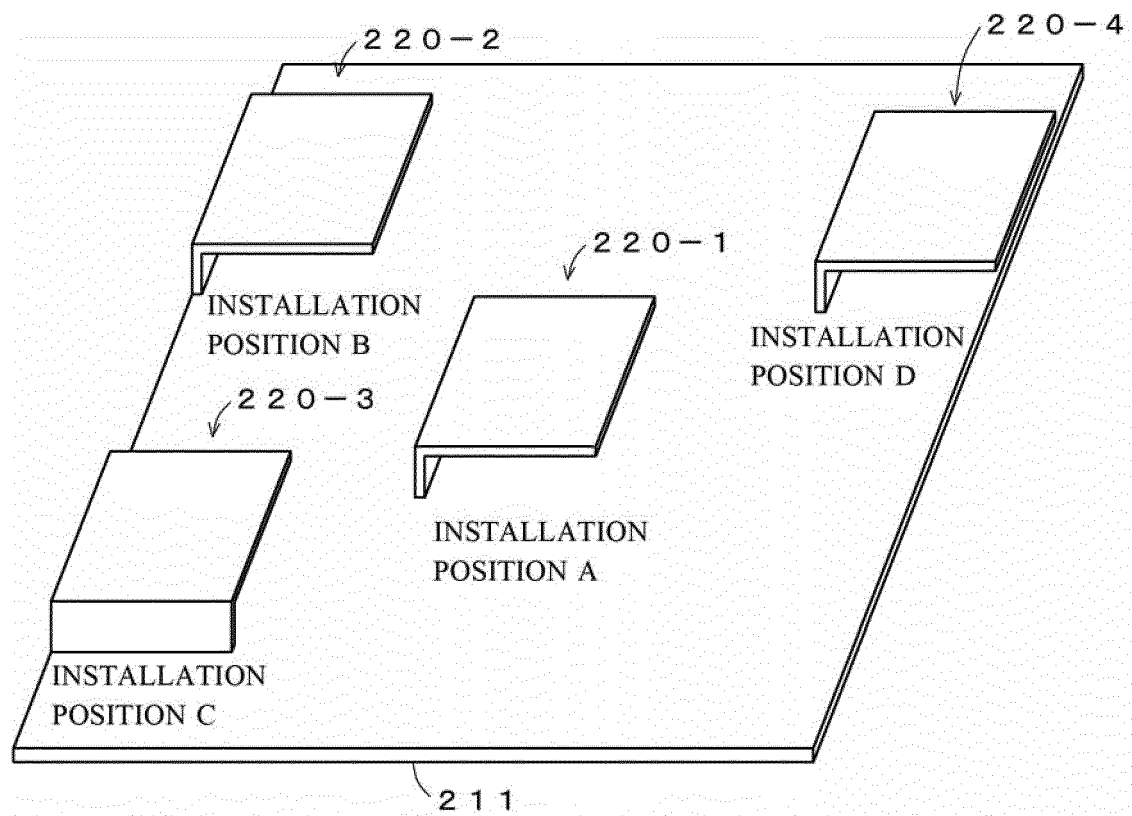 220-2
220-4
220-1
INSTALLATION
POSITION B
INSTALLATION
POSITION D
220-3
INSTALLATION
POSITION A
INSTALLATION
POSITION C
211